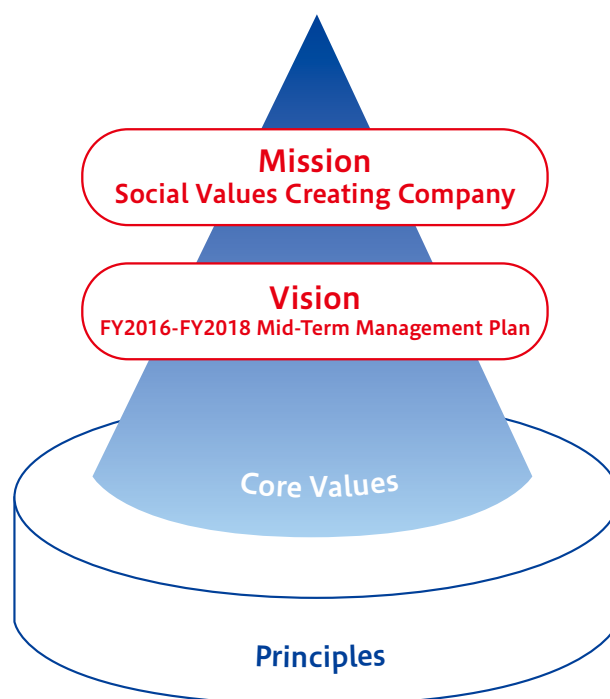 Mission
Social Values Creating Company
Vision
FY2016-FY2018 Mid-Term Management Plan
Core Values
Principles